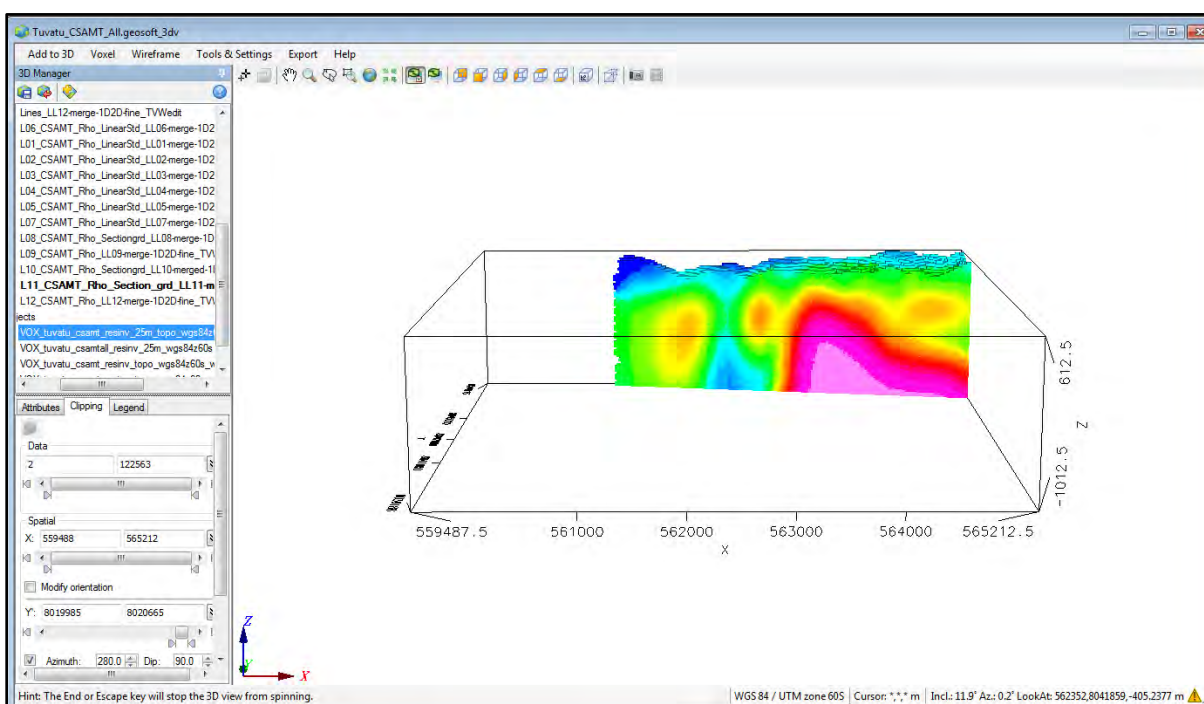 Tuvatu_CSAMT_All.geosoft_3dv
Add to 3D Voxel Wireframe Tools & Settings Export Help
3D Manager
Lines_LL12-merge-1D2D-fine_TVWedit
L06_CSAMT_Rho_LinearStd_LL06-merge-1D2
L01_CSAMT_Rho_LinearStd_LL01-merge-1D2
L02_CSAMT_Rho_LinearStd_LL02-merge-1D2
L03_CSAMT_Rho_LinearStd_LL03-merge-1D2
L04_CSAMT_Rho_LinearStd_LL04-merge-1D2
L05_CSAMT_Rho_LinearStd_LL05-merge-1D2
L07_CSAMT_Rho_LinearStd_LL07-merge-1D2
L08_CSAMT_Rho_Sectiongrd_LL08-merge-1D
L09_CSAMT_Rho_LL09-merge-1D2D-fine_TV
L10_CSAMT_Rho_Sectiongrd_LL10-merged-1
L11_CSAMT_Rho_Section_grd_LL11-m
L12_CSAMT_Rho_LL12-merge-1D2D-fine_TV
jects
VOX_tuvatu_csamt_resinv_25m_topo_wgs84z
VOX_tuvatu_csamtall_resinv_25m_wgs84z60s
VOX_tuvatu_csamt_resinv_topo_wgs84z60s_w
Attributes Clipping Legend
Data
2 122563
Spatial
X: 559488 565212
Modify orientation
Y: 8019985 8020665
Azimuth: 280.0 Dip: 90.0
612.5
Z
-1012.5
559487.5 561000 562000 563000 564000 565212.5
X
Z
Y
X
Hint: The End or Escape key will stop the 3D view from spinning.
WGS 84 / UTM zone 60S Cursor: *,*,* m Incl.: 11.9° Az.: 0.2° LookAt: 562352,8041859,-405.2377 m